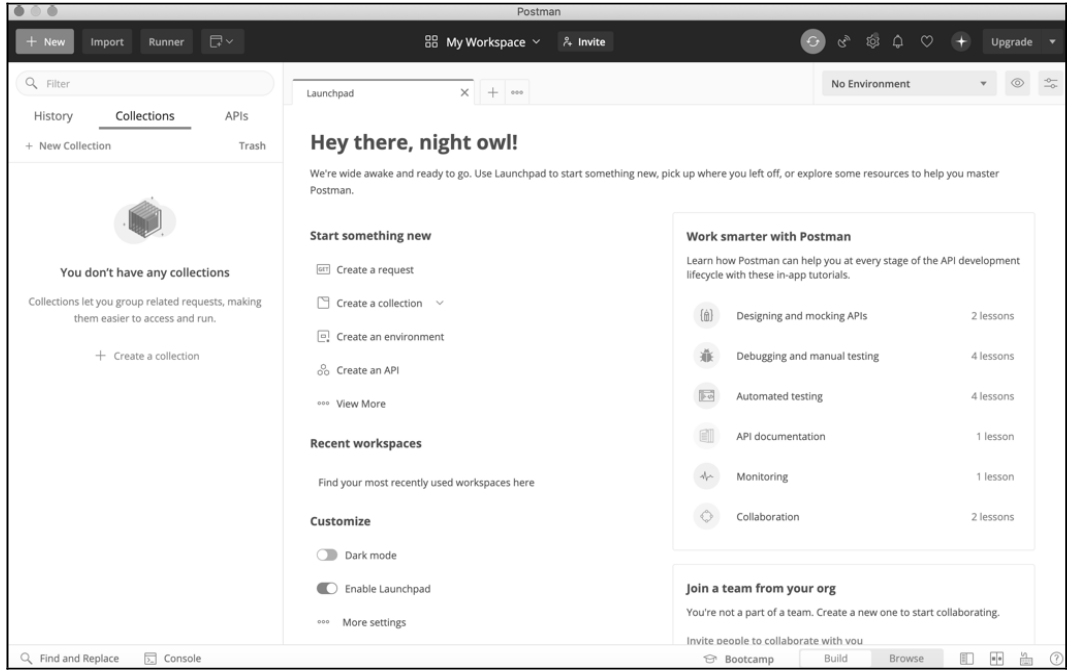 Postman
+ New
Import
Runner
My Workspace
Invite
Upgrade
Filter
History
Collections
APIs
+ New Collection
Trash
You don't have any collections
Collections let you group related requests, making
them easier to access and run.
+ Create a collection
Launchpad
No Environment
Hey there, night owl!
We're wide awake and ready to go. Use Launchpad to start something new, pick up where you left off, or explore some resources to help you master
Postman.
Start something new
GET Create a request
Create a collection
Create an environment
Create an API
View More
Recent workspaces
Find your most recently used workspaces here
Customize
Dark mode
Enable Launchpad
More settings
Work smarter with Postman
Learn how Postman can help you at every stage of the API development
lifecycle with these in-app tutorials.
Designing and mocking APIs 2 lessons
Debugging and manual testing 4 lessons
Automated testing 4 lessons
API documentation 1 lesson
Monitoring 1 lesson
Collaboration 2 lessons
Join a team from your org
You're not a part of a team. Create a new one to start collaborating.
Invite people to collaborate with you
Find and Replace
Console
Bootcamp
Build
Browse